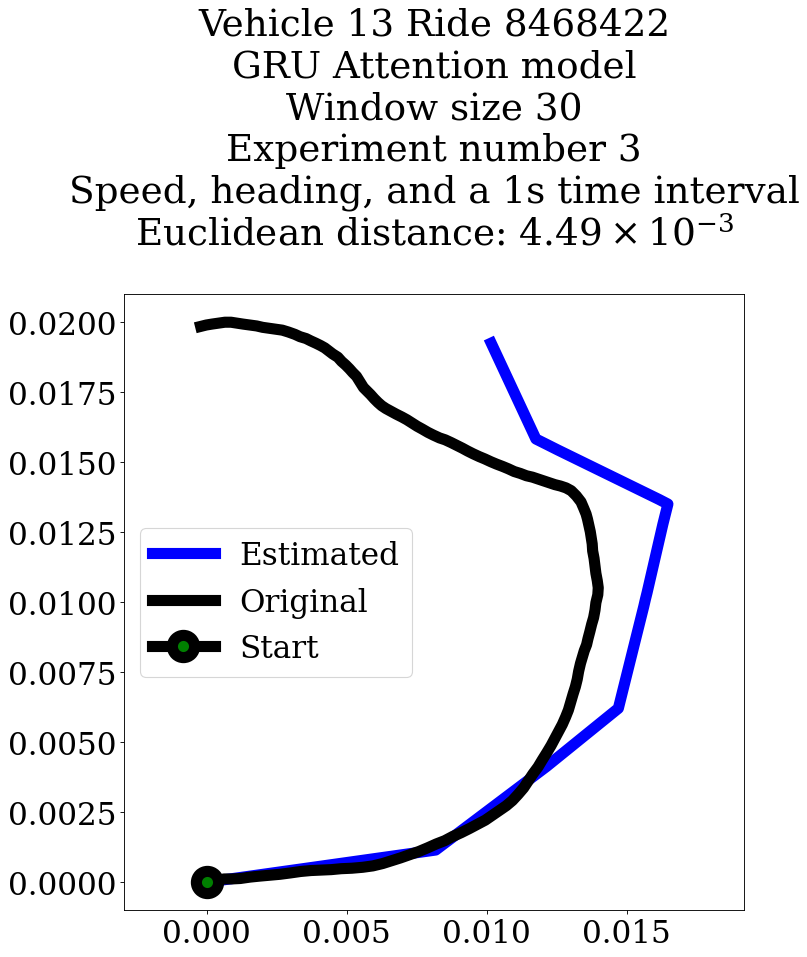 Vehicle 13 Ride 8468422
GRU Attention model
Window size 30
Experiment number 3
Speed, heading, and a 1s time interval
Euclidean distance: 4.49 × 10⁻³
0.0200
0.0175
0.0150
0.0125
0.0100
0.0075
0.0050
0.0025
0.0000
Estimated
Original
Start
0.000 0.005 0.010 0.015